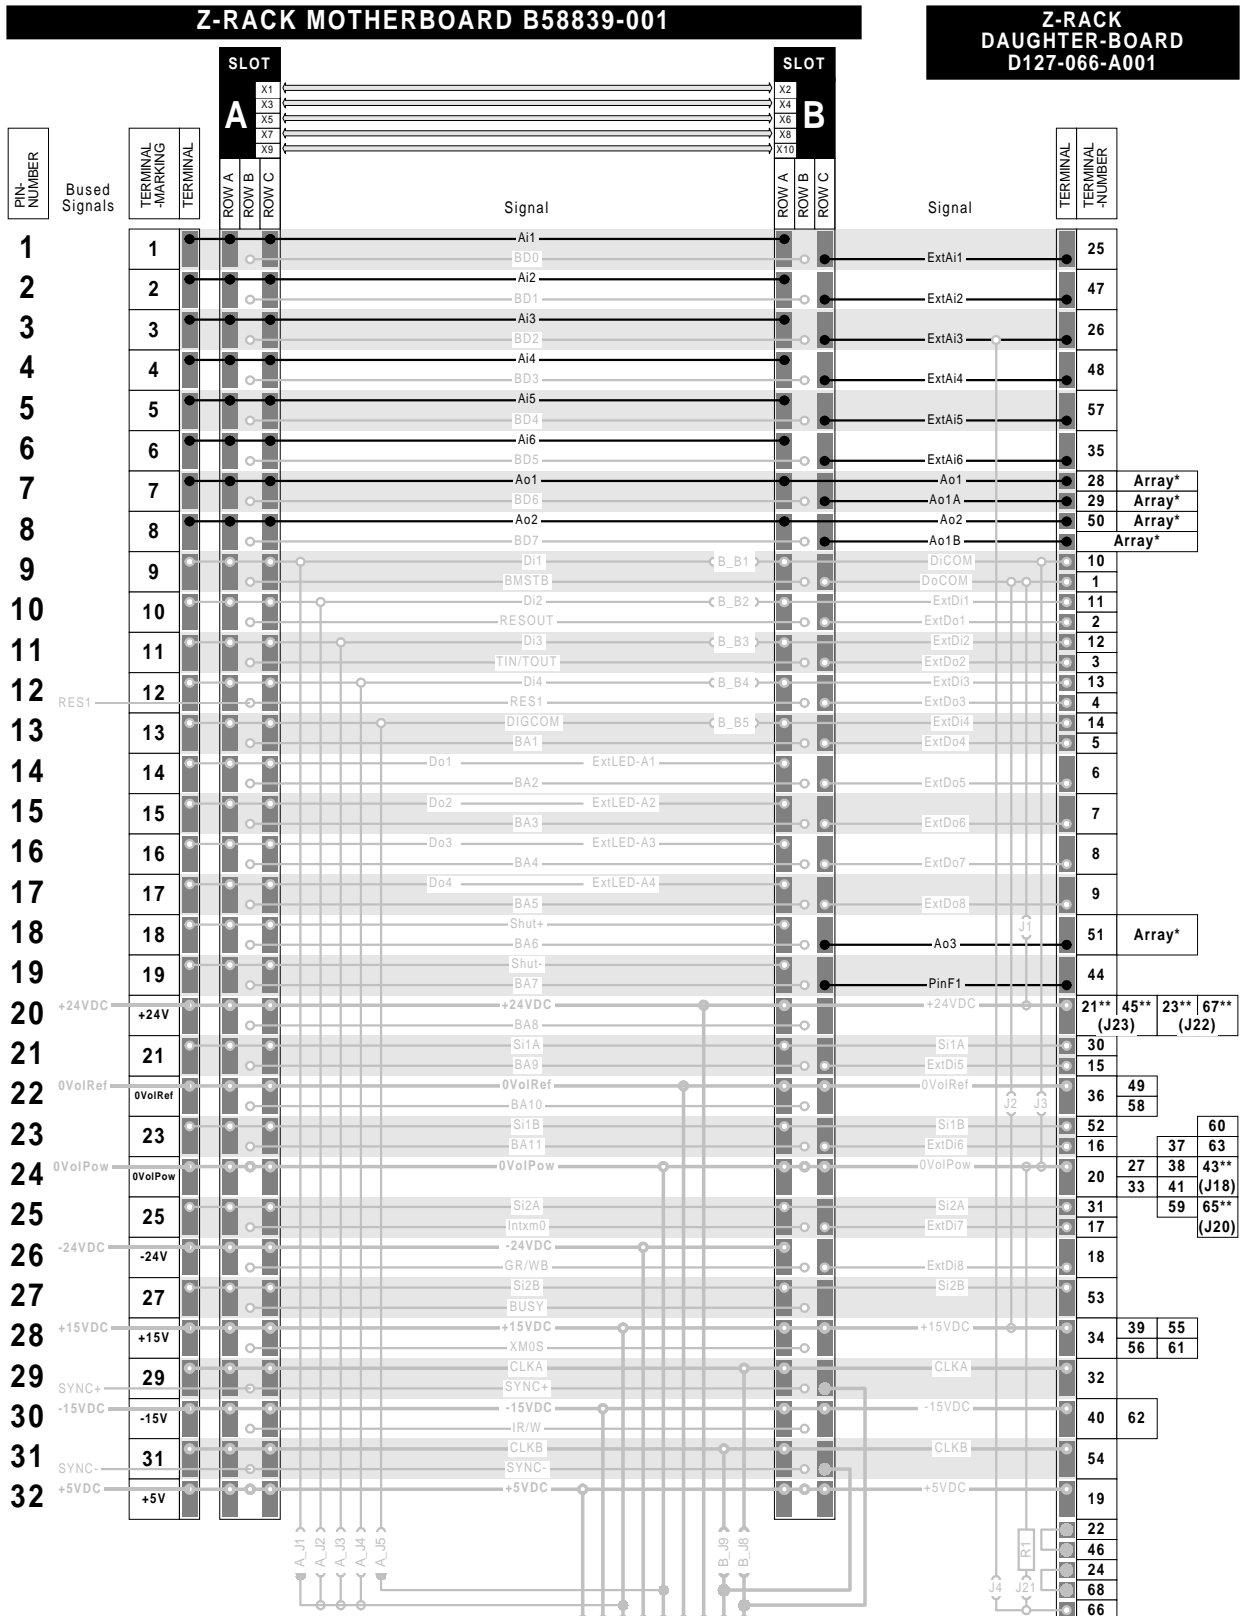 Z-RACK MOTHERBOARD B58839-001
Z-RACK
DAUGHTER-BOARD
D127-066-A001
SLOT A
SLOT B
X1 X2
X3 X4
X5 X6
X7 X8
X9 X10
PIN-NUMBER
Bused Signals
TERMINAL-MARKING
TERMINAL
ROW A
ROW B
ROW C
Signal
ROW A
ROW B
ROW C
Signal
TERMINAL
TERMINAL-NUMBER
1 1 Ai1 25
BD0 ExtAi1
2 2 Ai2 47
BD1 ExtAi2
3 3 Ai3 26
BD2 ExtAi3
4 4 Ai4 48
BD3 ExtAi4
5 5 Ai5 57
BD4 ExtAi5
6 6 Ai6 35
BD5 ExtAi6
7 7 Ao1 Ao1 28 Array*
BD6 Ao1A 29 Array*
8 8 Ao2 Ao2 50 Array*
BD7 Ao1B Array*
9 9 Di1 B_B1 DiCOM 10
BMSTB DoCOM 1
10 10 Di2 B_B2 ExtDi1 11
RESOUT ExtDo1 2
11 11 Di3 B_B3 ExtDi2 12
TIN/TOUT ExtDo2 3
12 12 Di4 B_B4 ExtDi3 13
RES1 RES1 ExtDo3 4
13 13 DIGCOM B_B5 ExtDi4 14
BA1 ExtDo4 5
14 14 Do1 ExtLED-A1 6
BA2 ExtDo5
15 15 Do2 ExtLED-A2 7
BA3 ExtDo6
16 16 Do3 ExtLED-A3 8
BA4 ExtDo7
17 17 Do4 ExtLED-A4 9
BA5 ExtDo8
18 18 Shut+ J1 51 Array*
BA6 Ao3
19 19 Shut- 44
BA7 PinF1
20 +24VDC +24V +24VDC +24VDC 21** 45** 23** 67**
BA8 (J23) (J22)
21 21 Si1A Si1A 30
BA9 ExtDi5 15
22 0VolRef 0VolRef 0VolRef 0VolRef 36 49
BA10 J2 J3 58
23 23 Si1B Si1B 52 60
BA11 ExtDi6 16 37 63
24 0VolPow 0VolPow 0VolPow 0VolPow 20 27 38 43**
33 41 (J18)
25 25 Si2A Si2A 31 59 65**
Intxm0 ExtDi7 17 (J20)
26 -24VDC -24V -24VDC 18
GR/WB ExtDi8
27 27 Si2B Si2B 53
BUSY
28 +15VDC +15V +15VDC +15VDC 34 39 55
XM0S 56 61
29 29 CLKA CLKA 32
SYNC+ SYNC+
30 -15VDC -15V -15VDC -15VDC 40 62
IR/W
31 31 CLKB CLKB 54
SYNC- SYNC-
32 +5VDC +5V +5VDC +5VDC 19
22
A_J1 A_J2 A_J3 A_J4 A_J5 B_J9 B_J8 R1 46
24
J4 J21 68
66